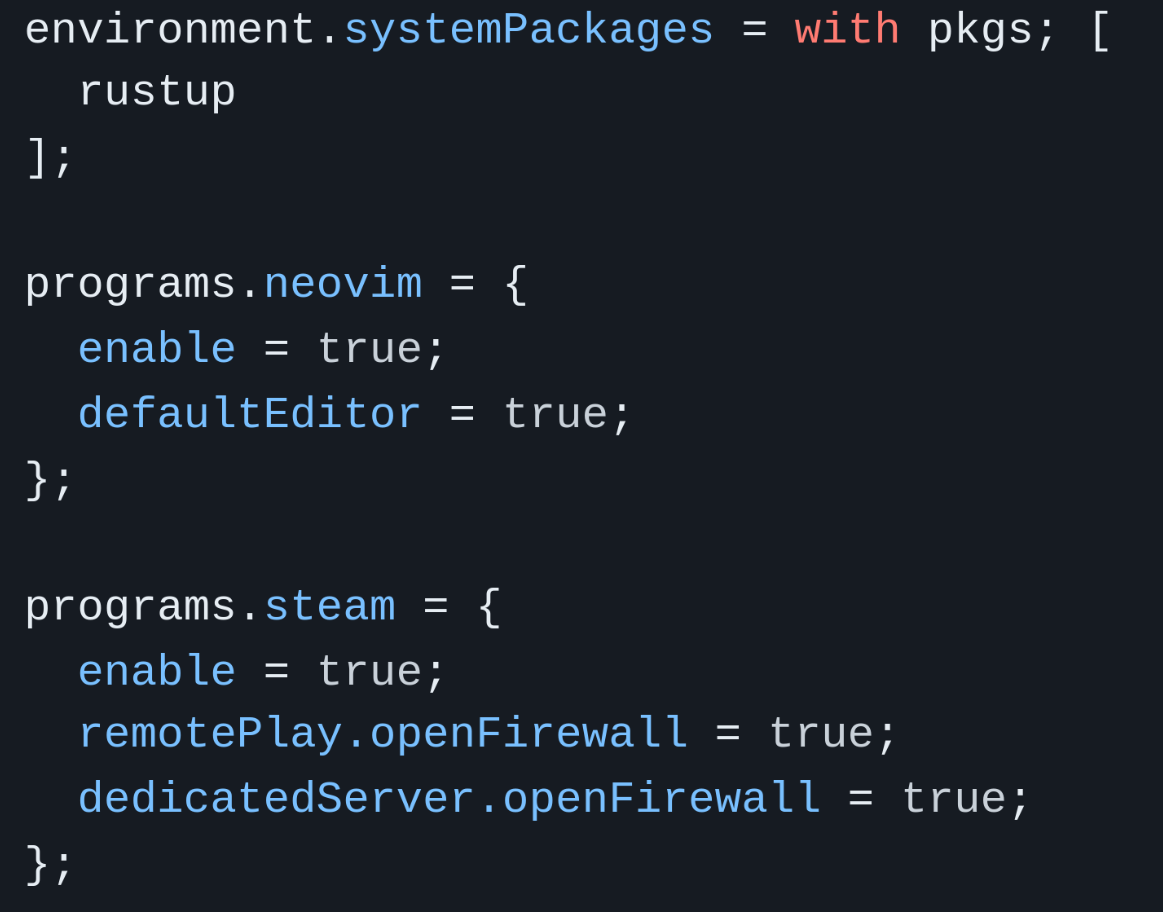 environment.systemPackages = with pkgs; [
  rustup
];

programs.neovim = {
  enable = true;
  defaultEditor = true;
};

programs.steam = {
  enable = true;
  remotePlay.openFirewall = true;
  dedicatedServer.openFirewall = true;
};